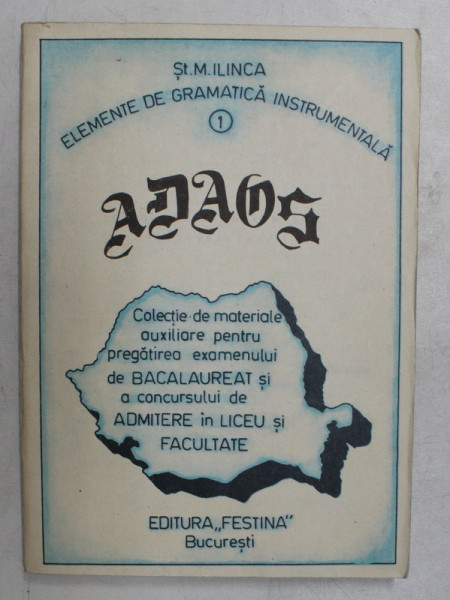 Șt. M. ILINCA
ELEMENTE DE GRAMATICĂ INSTRUMENTALĂ
1
ADAOS
Colecție de materiale
auxiliare pentru
pregătirea examenului
de BACALAUREAT și
a concursului de
ADMITERE în LICEU și
FACULTATE
EDITURA „FESTINA"
București